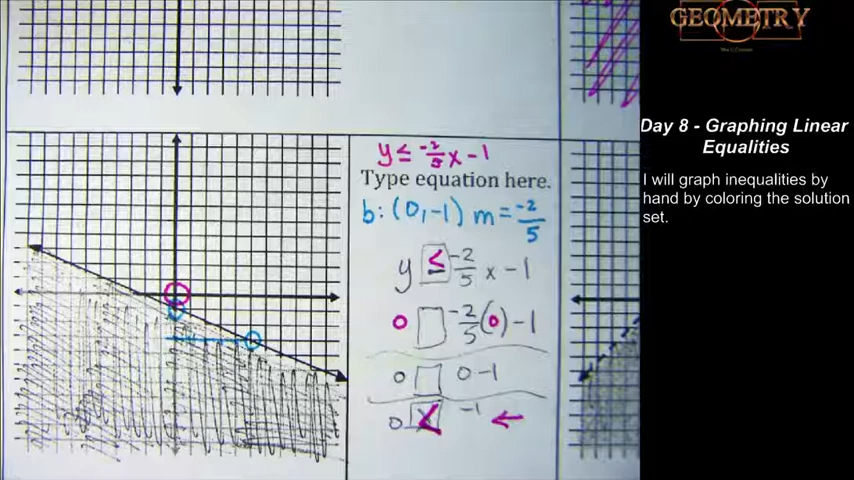 GEOMETRY
Day 8 - Graphing Linear
Equalities
I will graph inequalities by
hand by coloring the solution
set.
y ≤ -2/5 x - 1
Type equation here.
b: (0, -1) m = -2/5
y ≤ -2/5 x - 1
0 □ -2/5 (0) - 1
0 □ 0 - 1
0 ≤ -1 ←